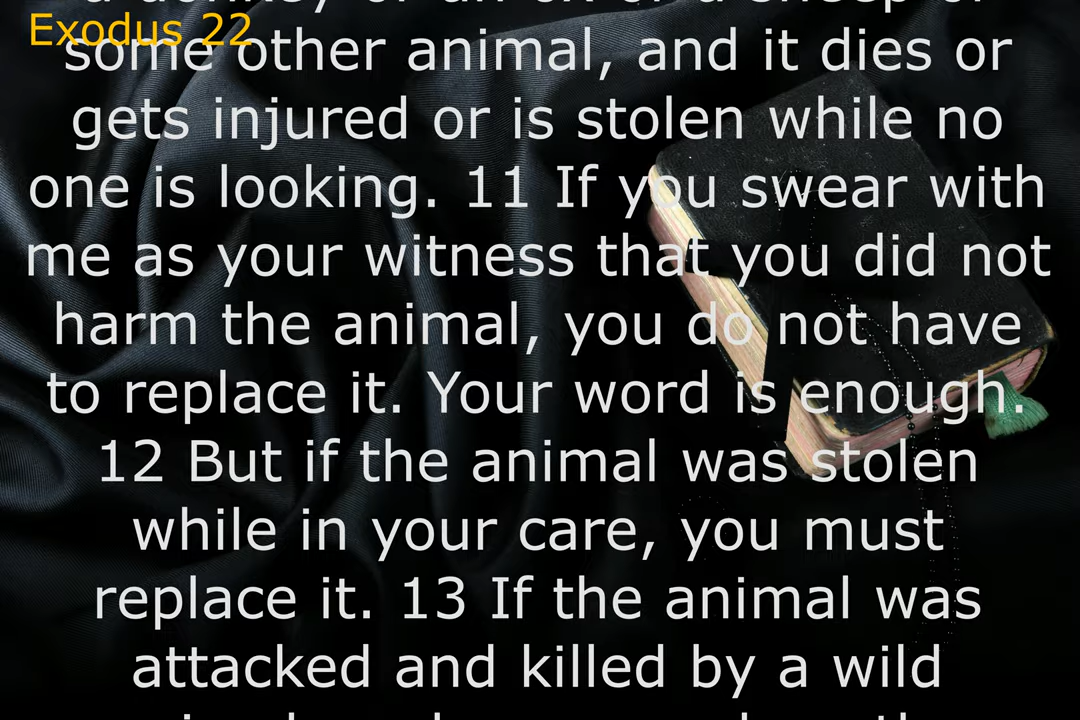 Exodus 22
some other animal, and it dies or
gets injured or is stolen while no
one is looking. 11 If you swear with
me as your witness that you did not
harm the animal, you do not have
to replace it. Your word is enough.
12 But if the animal was stolen
while in your care, you must
replace it. 13 If the animal was
attacked and killed by a wild